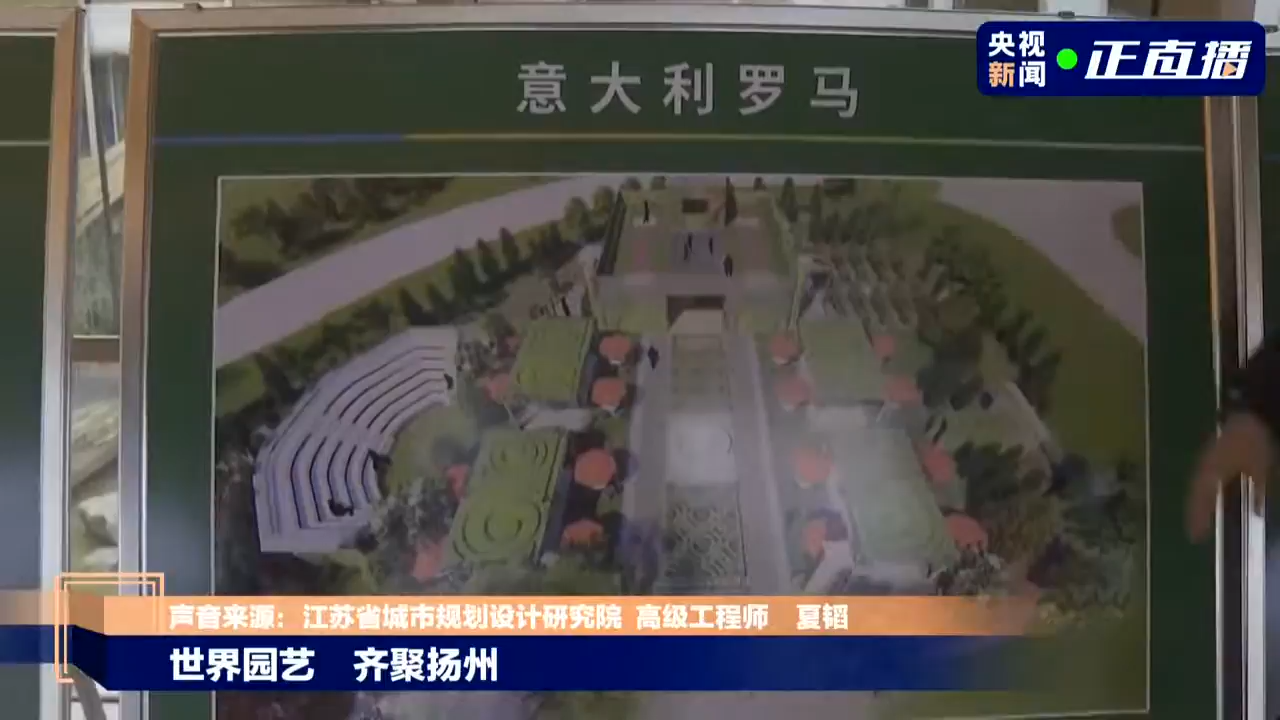 意大利罗马
央视新闻 正直播
声音来源：江苏省城市规划设计研究院 高级工程师 夏韬
世界园艺 齐聚扬州